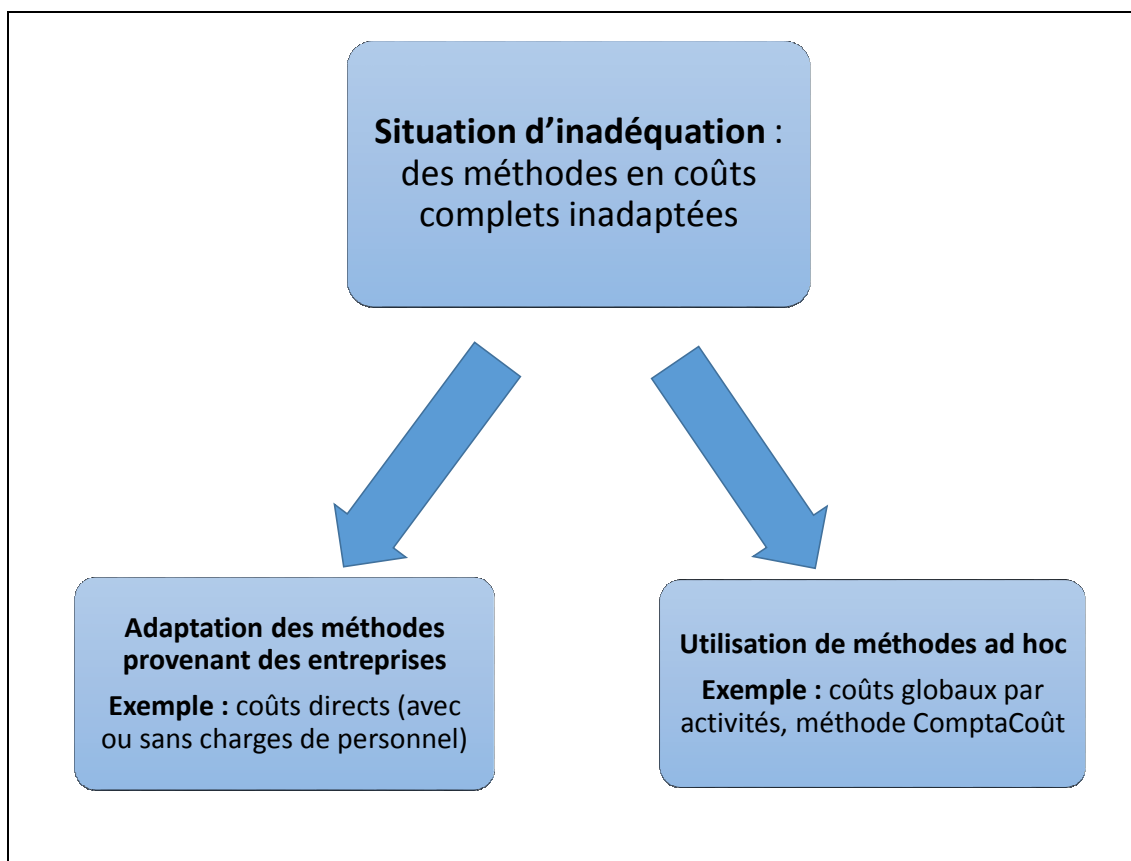 Situation d’inadéquation :
des méthodes en coûts
complets inadaptées
Adaptation des méthodes
provenant des entreprises
Exemple : coûts directs (avec
ou sans charges de personnel)
Utilisation de méthodes ad hoc
Exemple : coûts globaux par
activités, méthode ComptaCoût